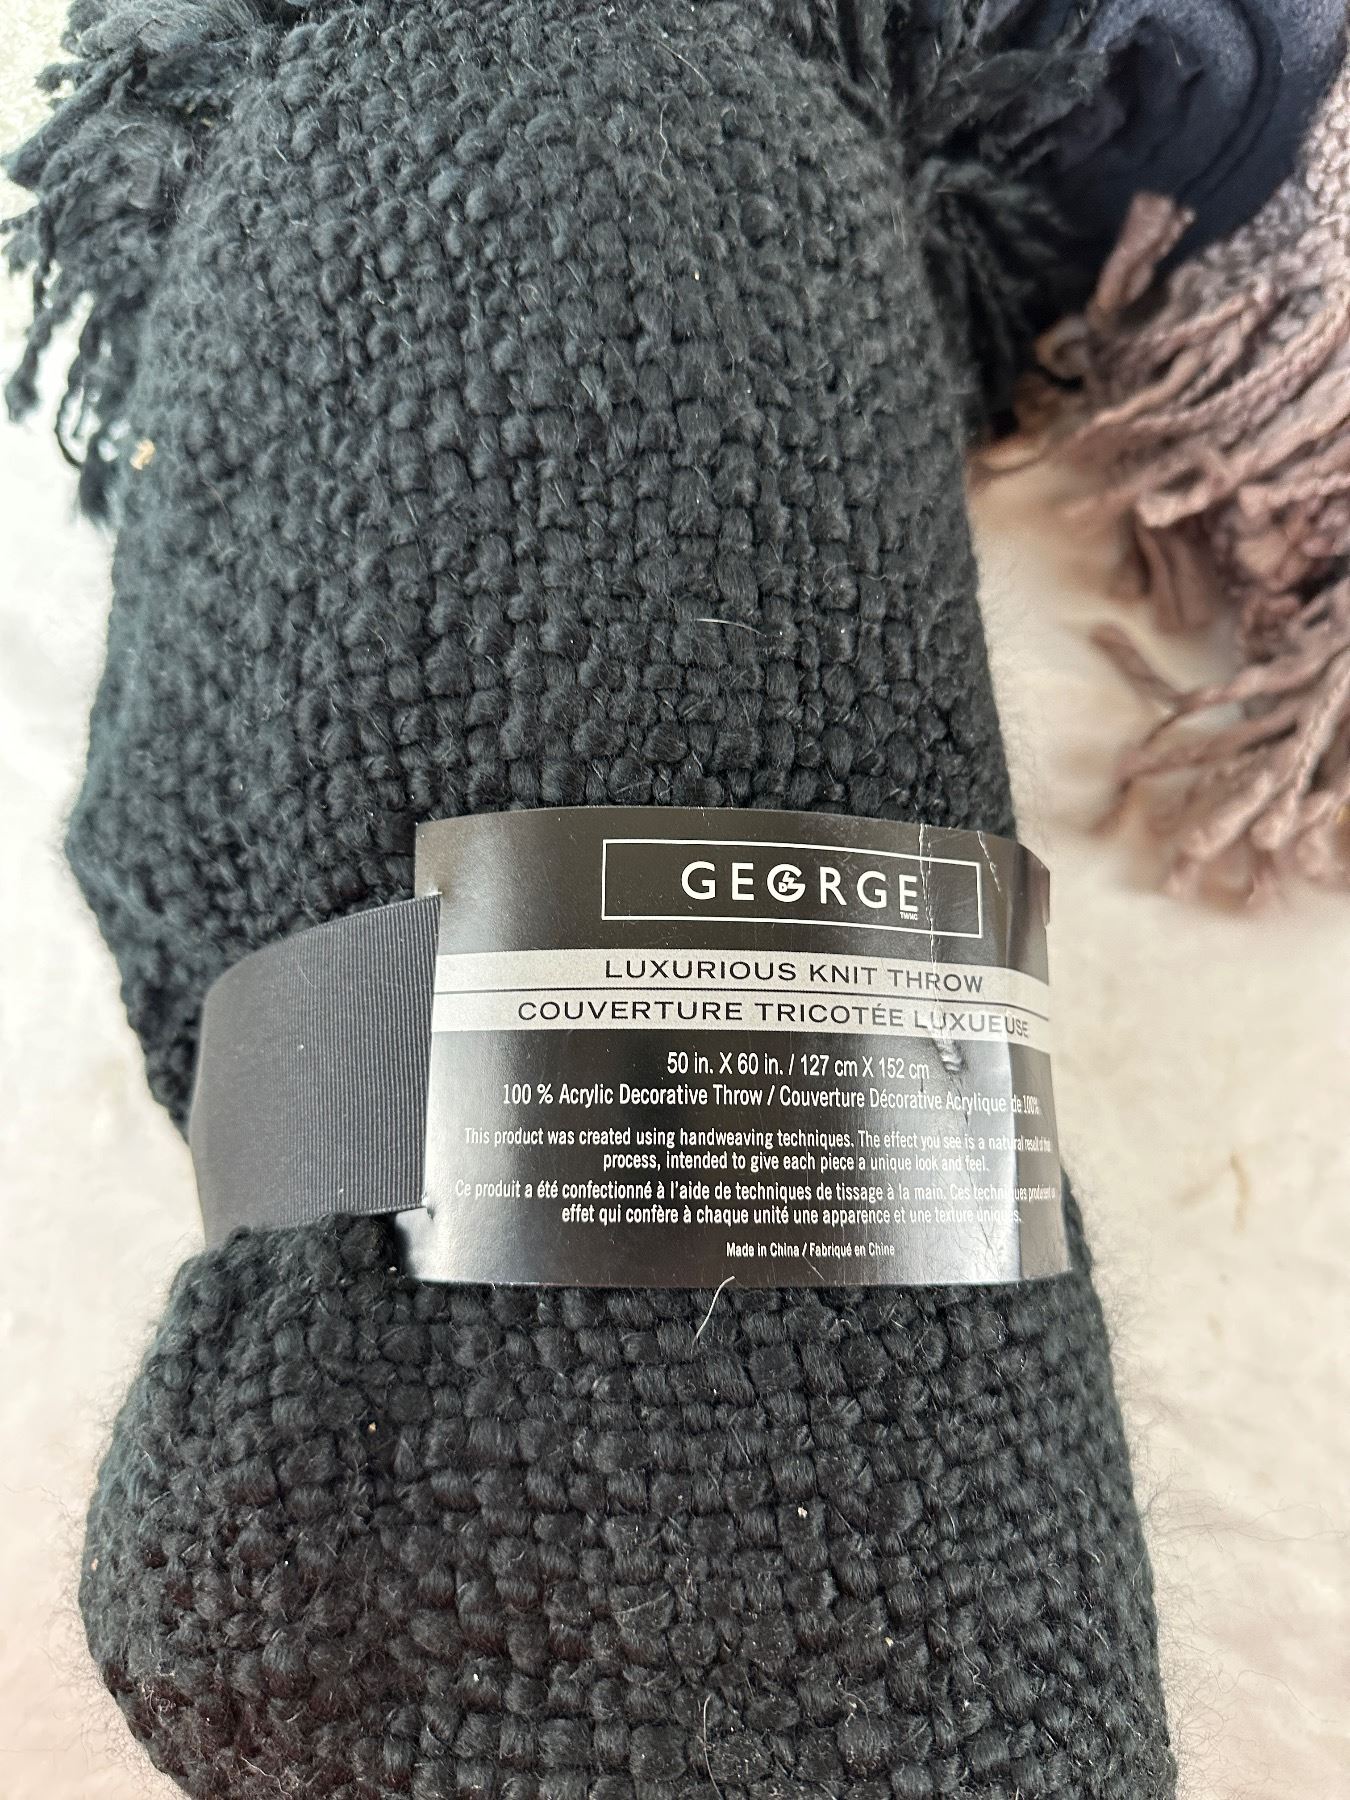 GEORGE
TWMC
LUXURIOUS KNIT THROW
COUVERTURE TRICOTÉE LUXUEUSE
50 in. X 60 in. / 127 cm X 152 cm
100 % Acrylic Decorative Throw / Couverture Décorative Acrylique de 100%
This product was created using handweaving techniques. The effect you see is a natural result of
process, intended to give each piece a unique look and feel.
Ce produit a été confectionné à l'aide de techniques de tissage à la main. Ces techniques produisent
effet qui confère à chaque unité une apparence et une texture uniques.
Made in China / Fabriqué en Chine